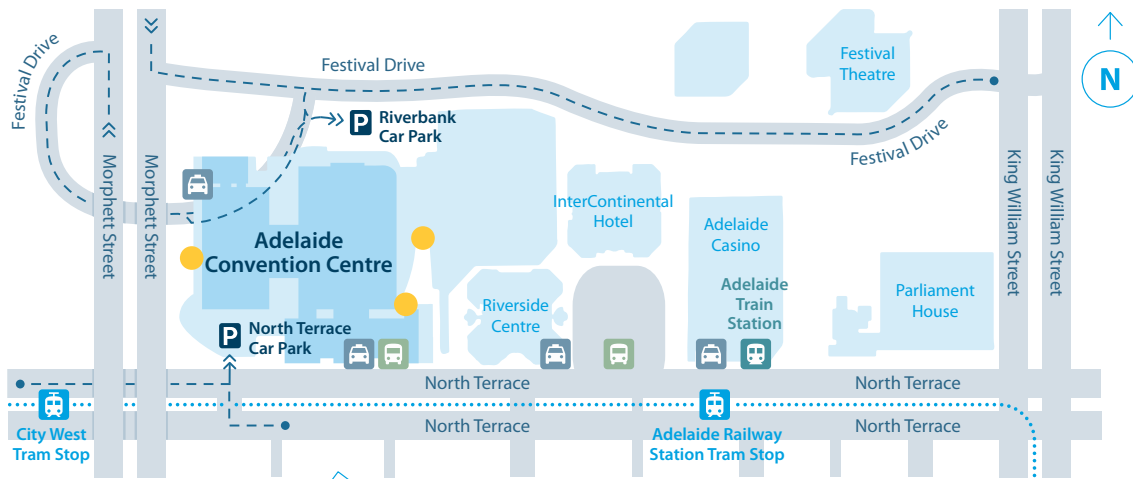 Festival Drive
Festival Drive
Festival
Theatre
N
P
Riverbank
Car Park
Festival Drive
Morphett Street
Morphett Street
King William Street
King William Street
InterContinental
Hotel
Adelaide
Casino
Adelaide
Convention Centre
Adelaide
Train
Station
Parliament
House
Riverside
Centre
P
North Terrace
Car Park
North Terrace
North Terrace
City West
Tram Stop
North Terrace
Adelaide Railway
Station Tram Stop
North Terrace